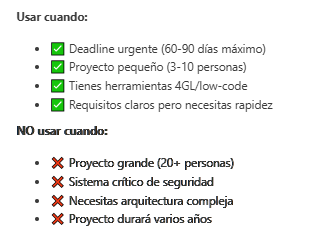 Usar cuando:
✅ Deadline urgente (60-90 días máximo)
✅ Proyecto pequeño (3-10 personas)
✅ Tienes herramientas 4GL/low-code
✅ Requisitos claros pero necesitas rapidez
NO usar cuando:
❌ Proyecto grande (20+ personas)
❌ Sistema crítico de seguridad
❌ Necesitas arquitectura compleja
❌ Proyecto durará varios años